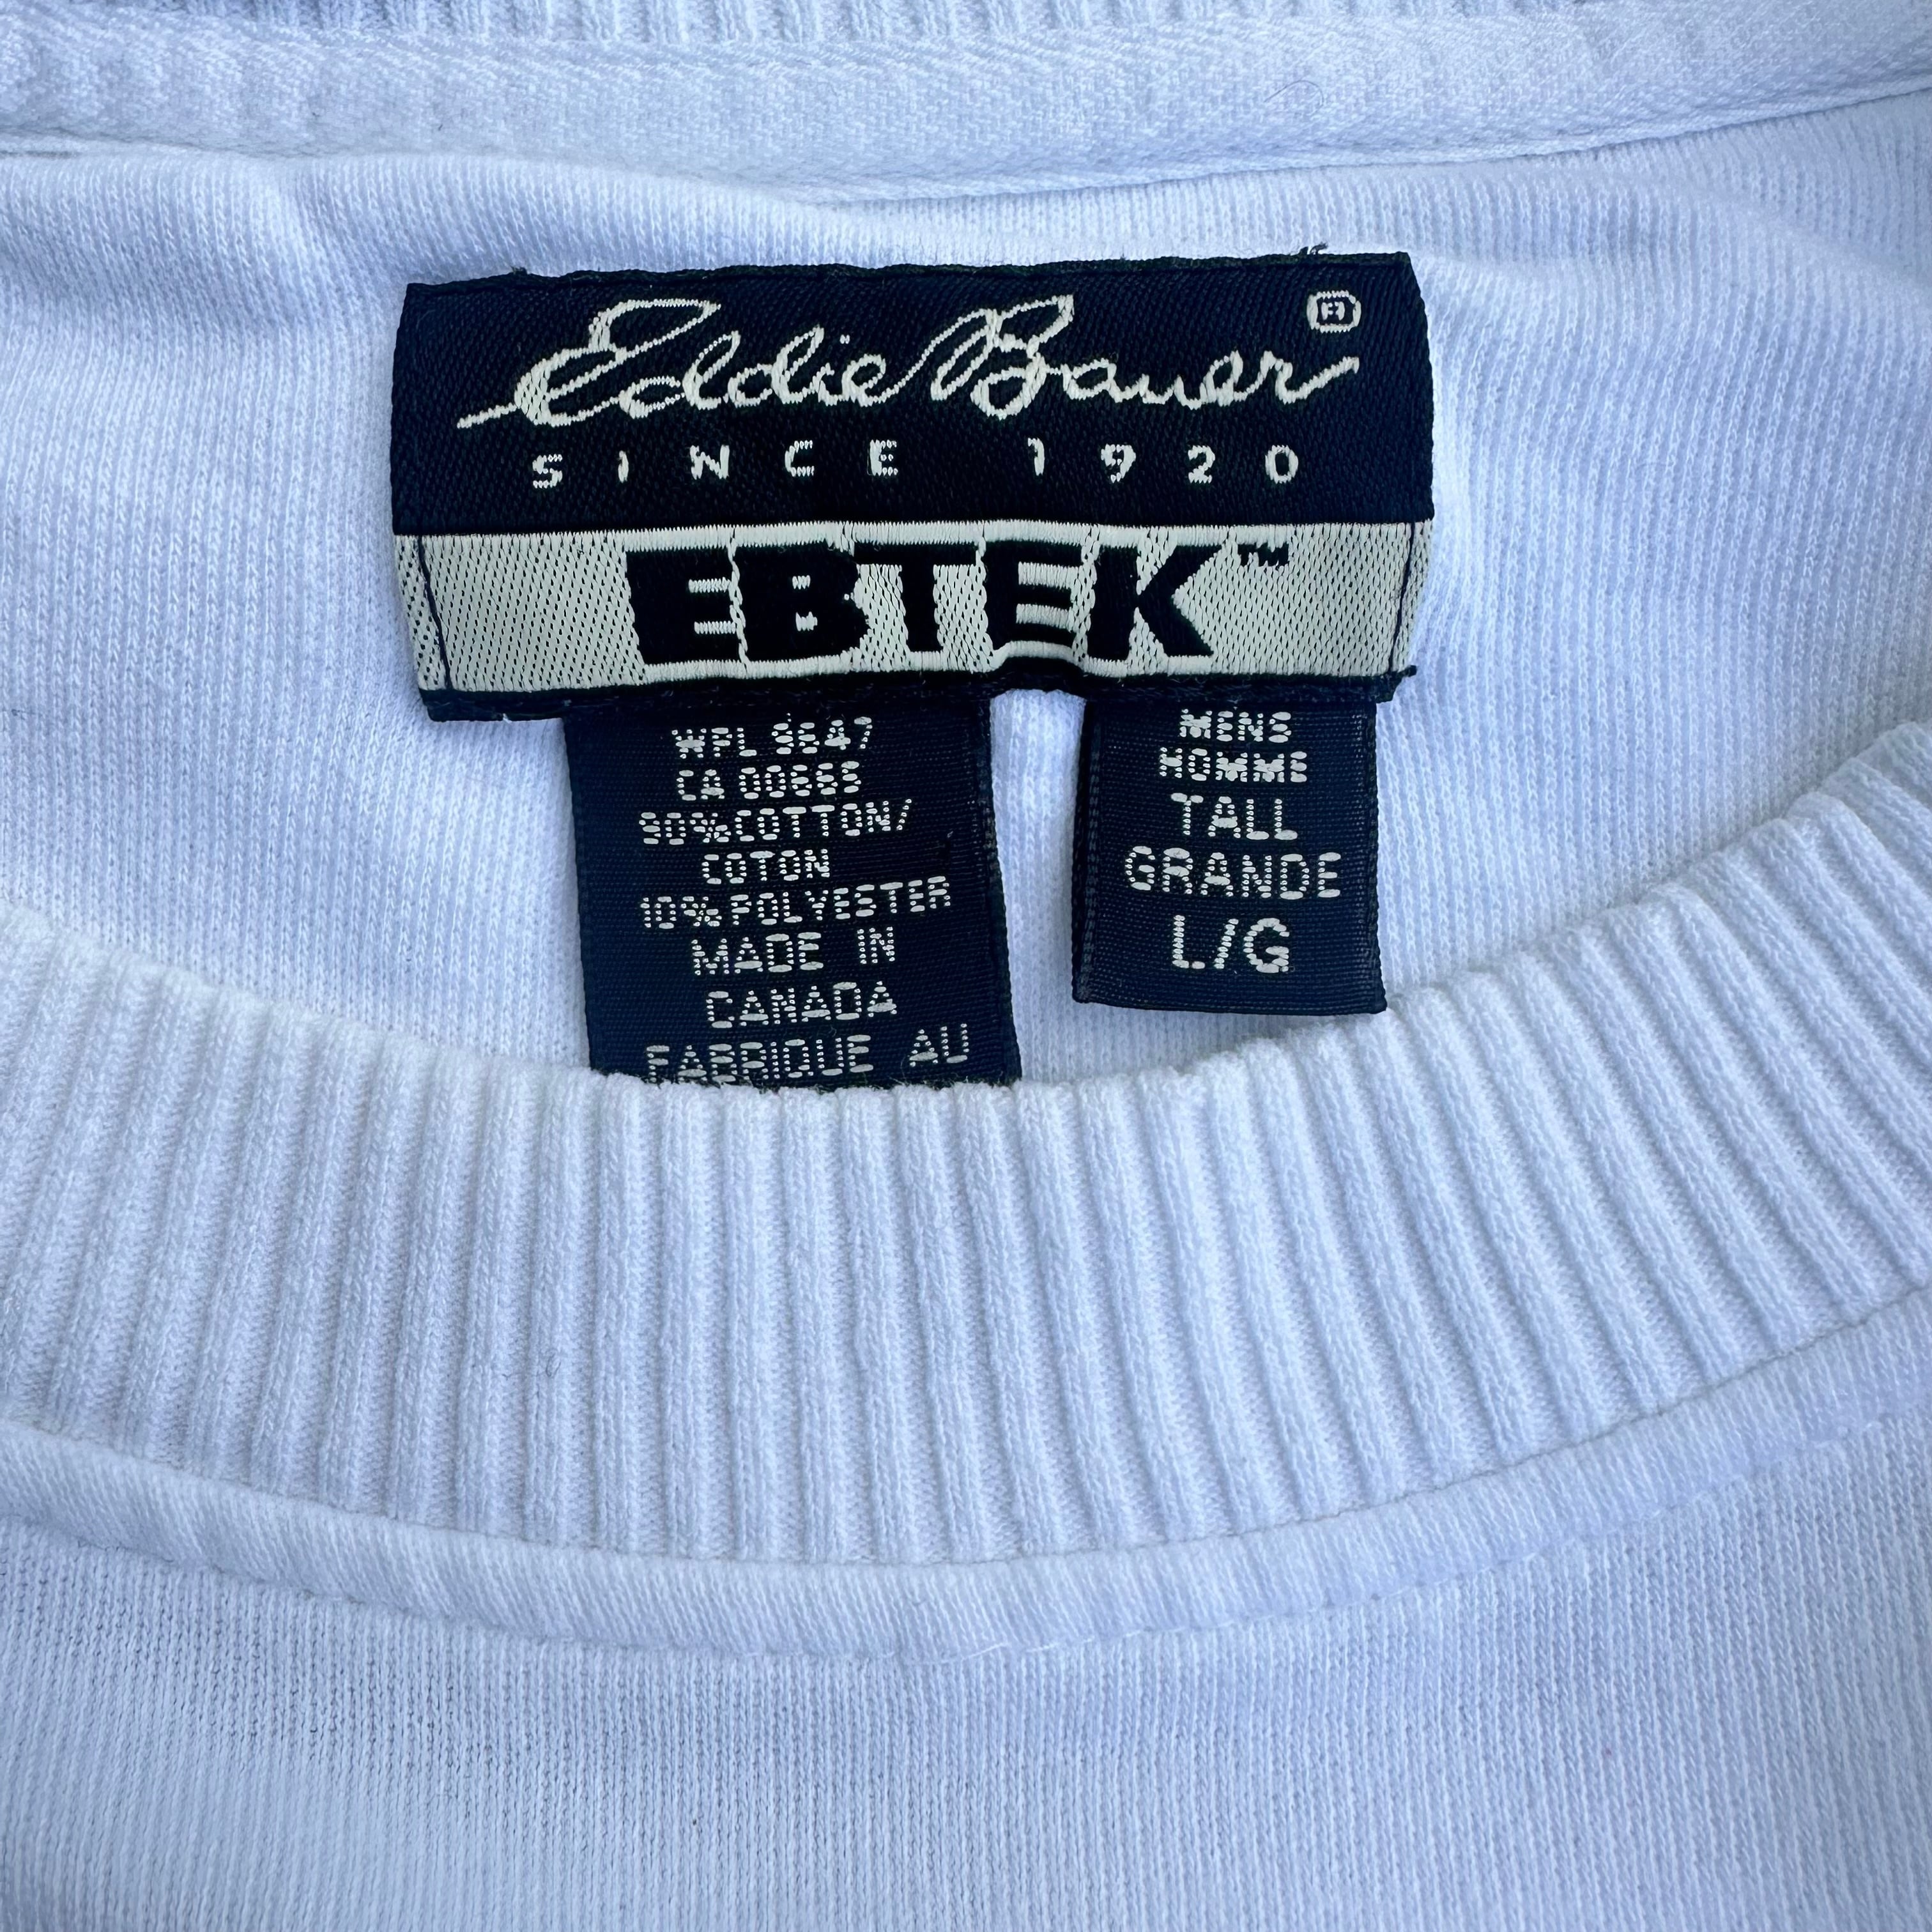 Eddie Bauer®
SINCE 1920
EBTEK™
WPL 9647
CA 00665
90%COTTON/
COTON
10%POLYESTER
MADE IN
CANADA
FABRIQUE AU
MENS
HOMME
TALL
GRANDE
L/G